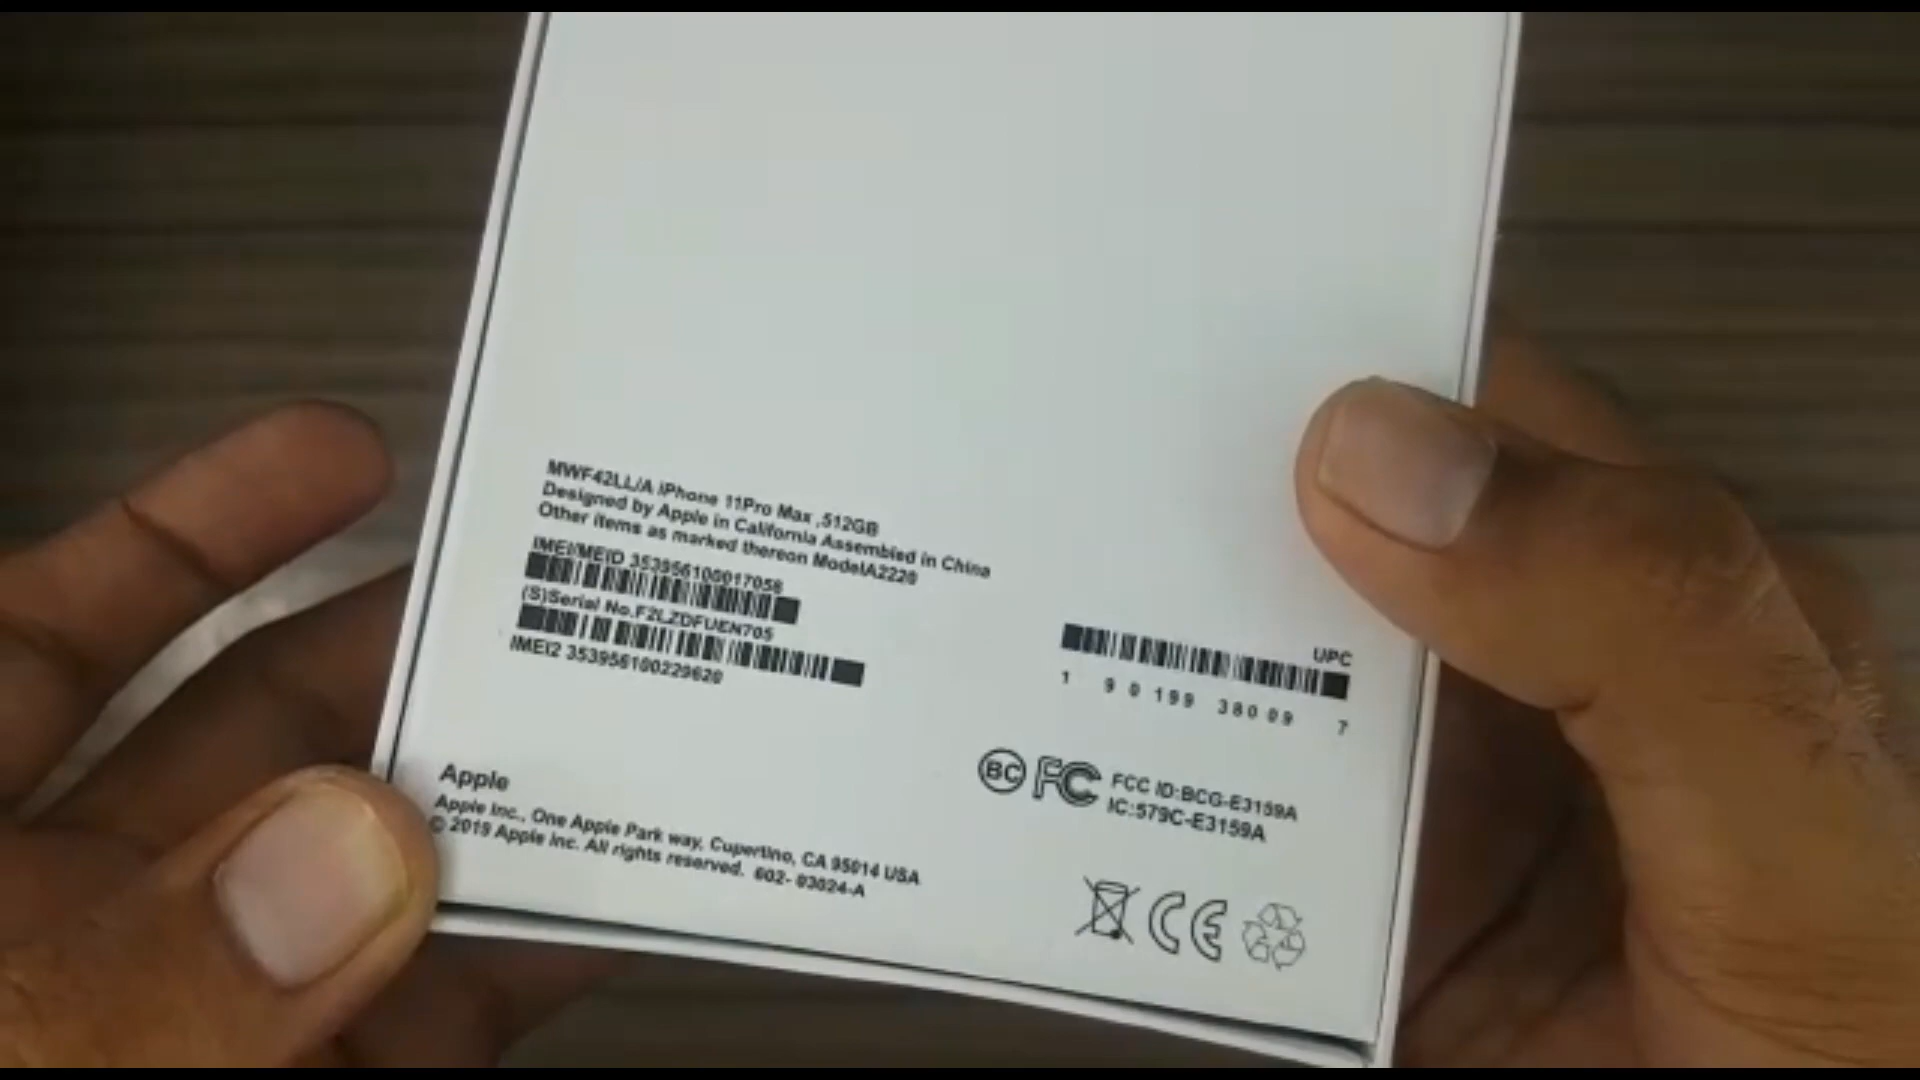 MWF42LL/A iPhone 11Pro Max ,512GB
Designed by Apple in California Assembled in China
Other items as marked thereon ModelA2220
IMEI/MEID 353956100017058
(S)Serial No.F2LZDFUEN705
IMEI2 353956100229620
UPC
1 9 0 199 38009 7
BC FC FCC ID:BCG-E3159A
IC:579C-E3159A
Apple
Apple Inc., One Apple Park way, Cupertino, CA 95014 USA
© 2019 Apple Inc. All rights reserved. 602- 03024-A
CE